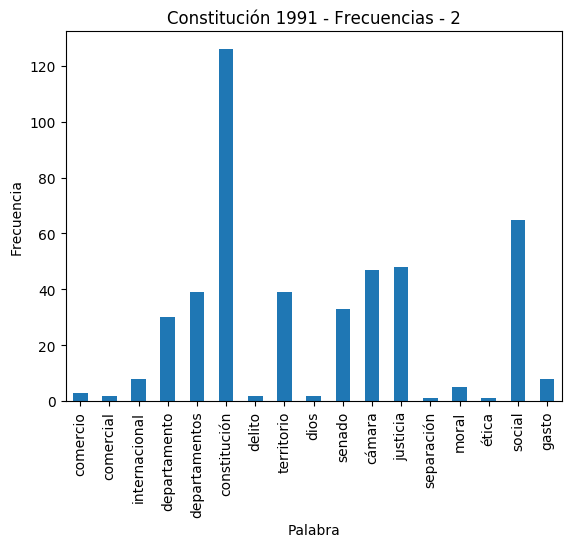 Constitución 1991 - Frecuencias - 2
120
100
80
60
40
20
0
Frecuencia
comercio
comercial
internacional
departamento
departamentos
constitución
delito
territorio
dios
senado
cámara
justicia
separación
moral
ética
social
gasto
Palabra